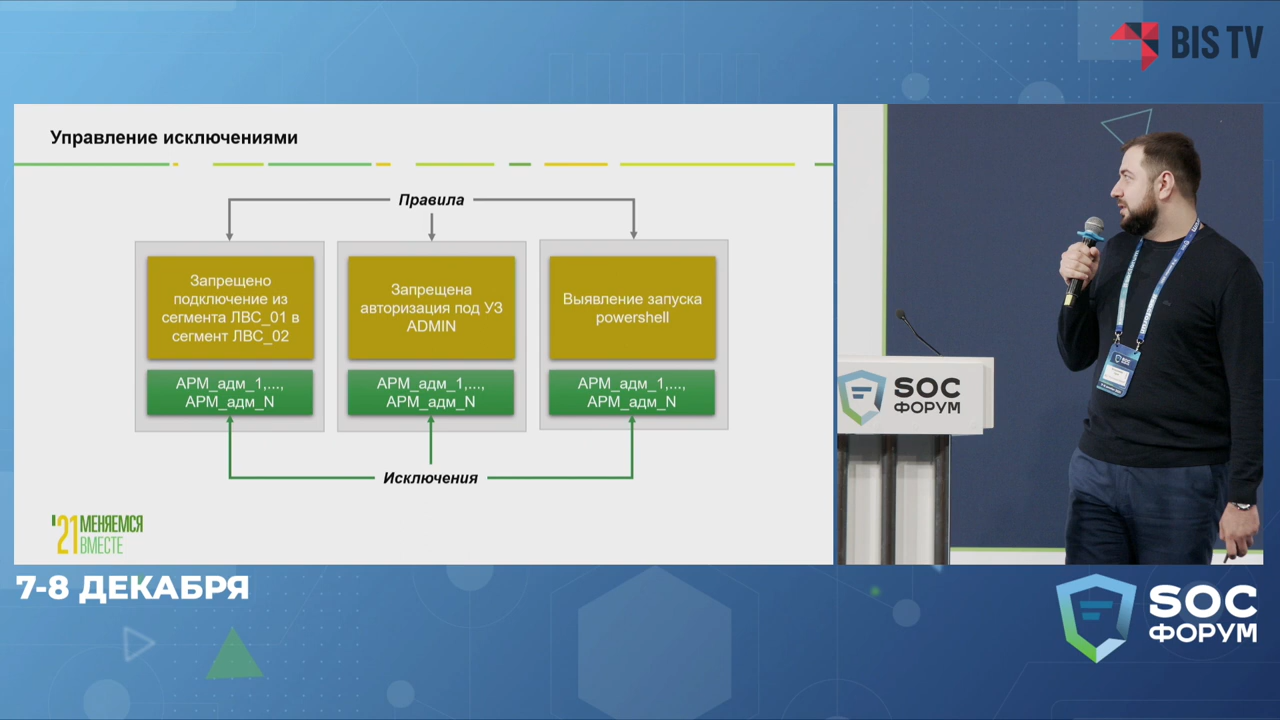 BIS TV
Управление исключениями
Правила
Запрещено
подключение из
сегмента ЛВС_01 в
сегмент ЛВС_02
Запрещена
авторизация под УЗ
ADMIN
Выявление запуска
powershell
АРМ_адм_1,...,
АРМ_адм_N
АРМ_адм_1,...,
АРМ_адм_N
АРМ_адм_1,...,
АРМ_адм_N
Исключения
'21 МЕНЯЕМСЯ
ВМЕСТЕ
SOC
ФОРУМ
SOC
7-8 ДЕКАБРЯ
SOC
ФОРУМ